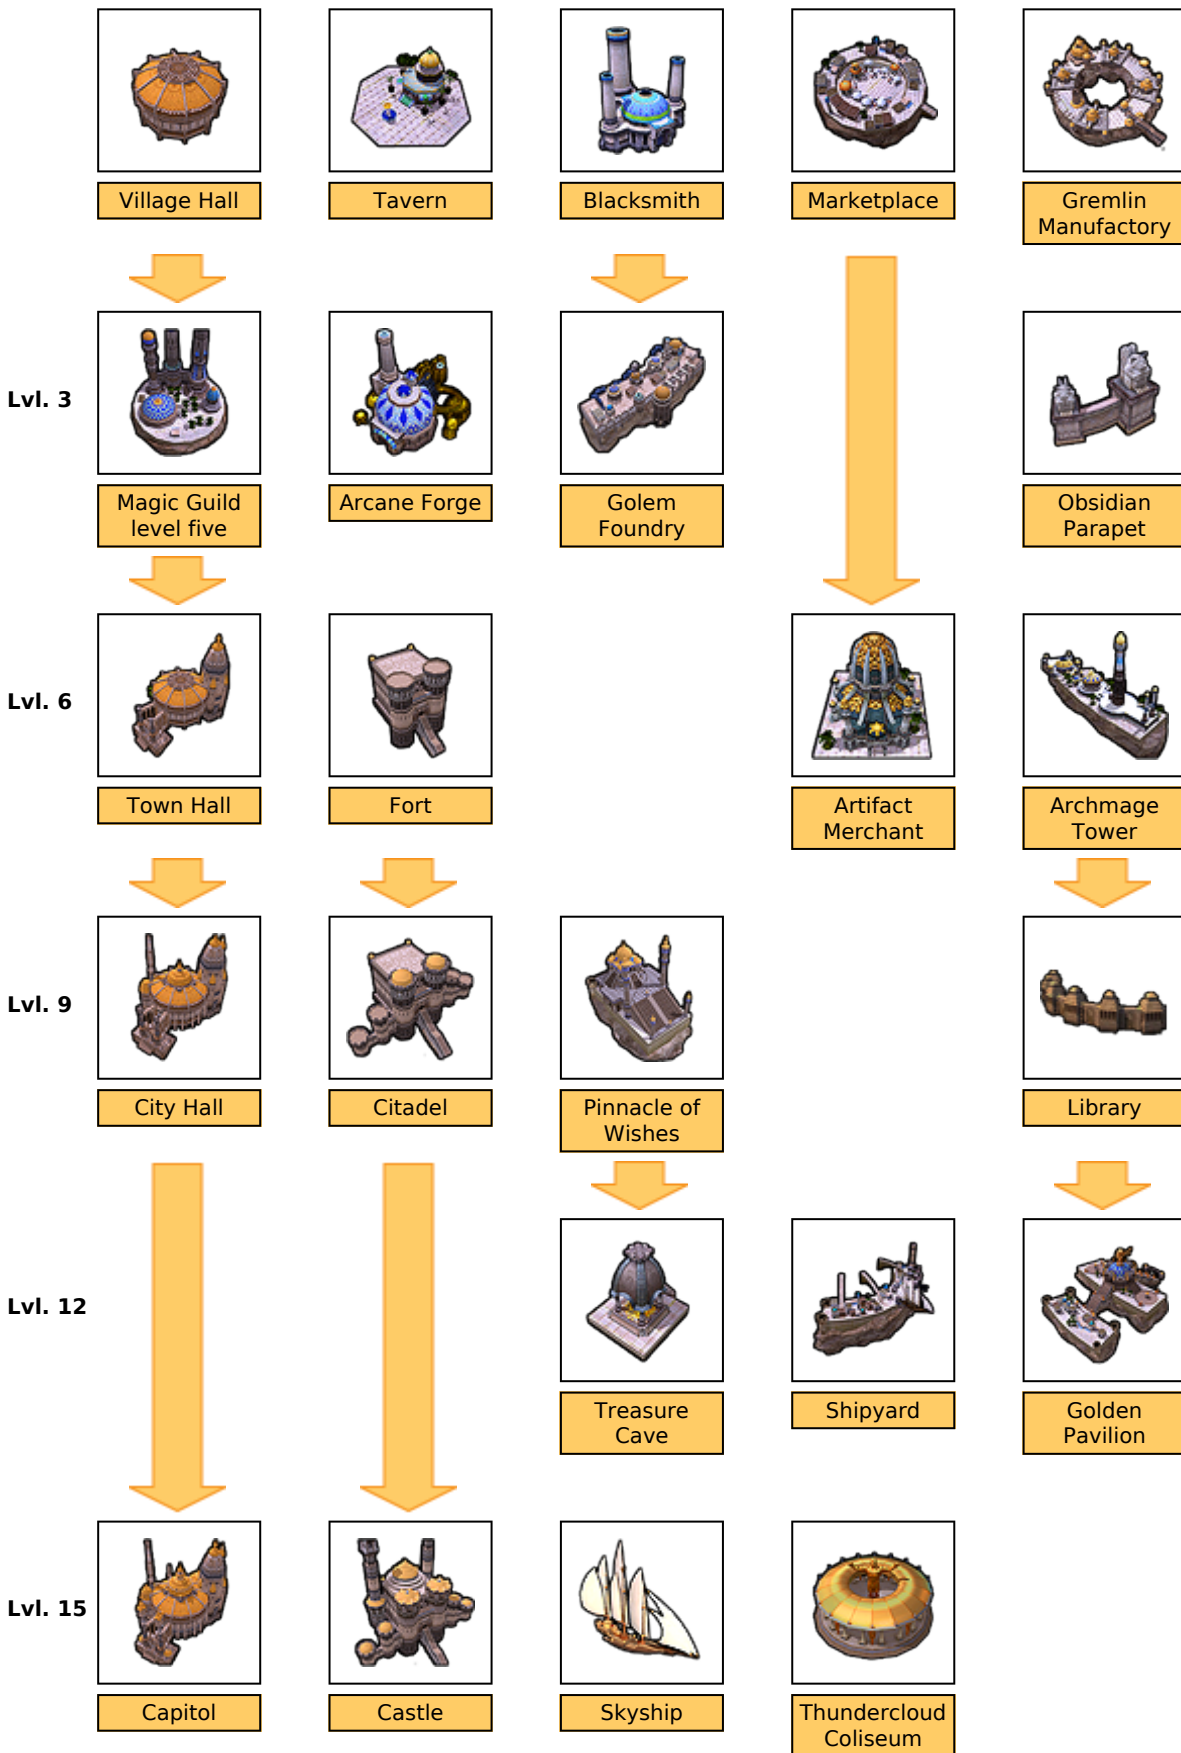 Village Hall
Tavern
Blacksmith
Marketplace
Gremlin
Manufactory
Lvl. 3
Magic Guild
level five
Arcane Forge
Golem
Foundry
Obsidian
Parapet
Lvl. 6
Town Hall
Fort
Artifact
Merchant
Archmage
Tower
Lvl. 9
City Hall
Citadel
Pinnacle of
Wishes
Library
Lvl. 12
Treasure
Cave
Shipyard
Golden
Pavilion
Lvl. 15
Capitol
Castle
Skyship
Thundercloud
Coliseum